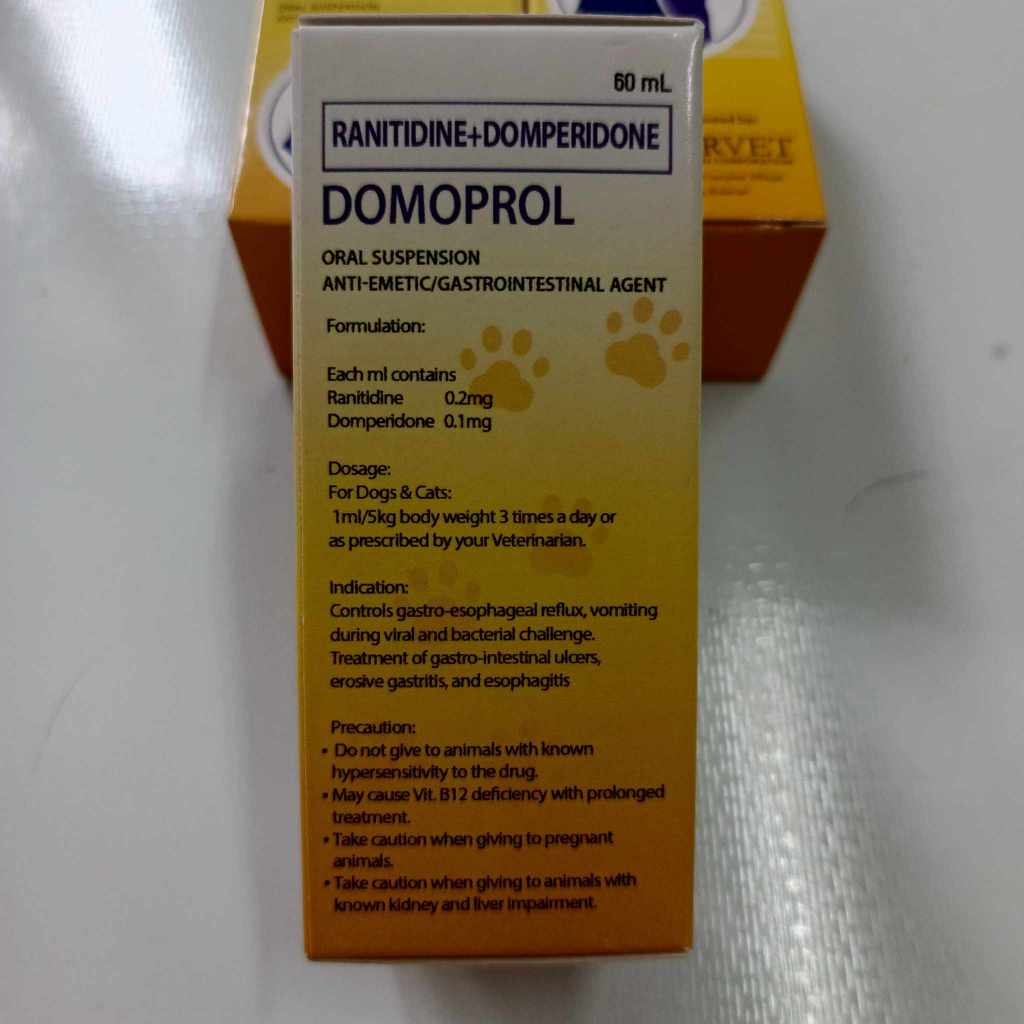 ORAL SUSPENSION
60 mL
RANITIDINE+DOMPERIDONE
DOMOPROL
ORAL SUSPENSION
ANTI-EMETIC/GASTROINTESTINAL AGENT
Formulation:
Each ml contains
Ranitidine 0.2mg
Domperidone 0.1mg
Dosage:
For Dogs & Cats:
1ml/5kg body weight 3 times a day or
as prescribed by your Veterinarian.
Indication:
Controls gastro-esophageal reflux, vomiting
during viral and bacterial challenge.
Treatment of gastro-intestinal ulcers,
erosive gastritis, and esophagitis
Precaution:
• Do not give to animals with known
hypersensitivity to the drug.
• May cause Vit. B12 deficiency with prolonged
treatment.
• Take caution when giving to pregnant
animals.
• Take caution when giving to animals with
known kidney and liver impairment.
RVET